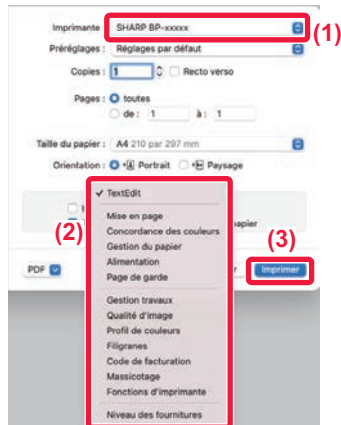 Imprimante : SHARP BP-xxxxx (1)
Préréglages : Réglages par défaut
Copies : 1 Recto verso
Pages : toutes
de : 1 à : 1
Taille du papier : A4 210 par 297 mm
Orientation : Portrait Paysage
TextEdit
(2)
Mise en page
Concordance des couleurs
papier
Gestion du papier
(3)
Alimentation
PDF Imprimer
Page de garde
Gestion travaux
Qualité d'image
Profil de couleurs
Filigranes
Code de facturation
Massicotage
Fonctions d'imprimante
Niveau des fournitures